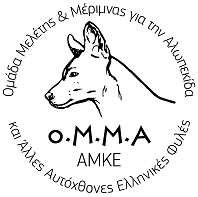 Ομάδα Μελέτης & Μέριμνας για την Αλωπεκίδα
ο.Μ.Μ.Α
ΑΜΚΕ
και Άλλες Αυτόχθονες Ελληνικές Φυλές